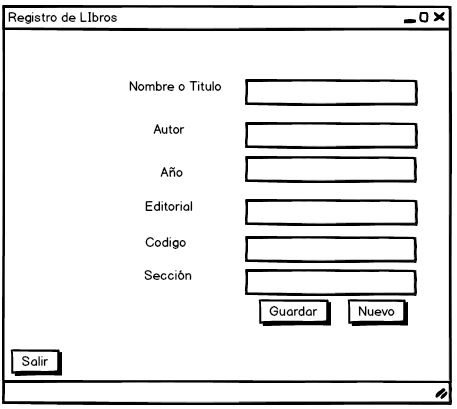 Registro de LIbros
Nombre o Titulo
Autor
Año
Editorial
Codigo
Sección
Guardar
Nuevo
Salir